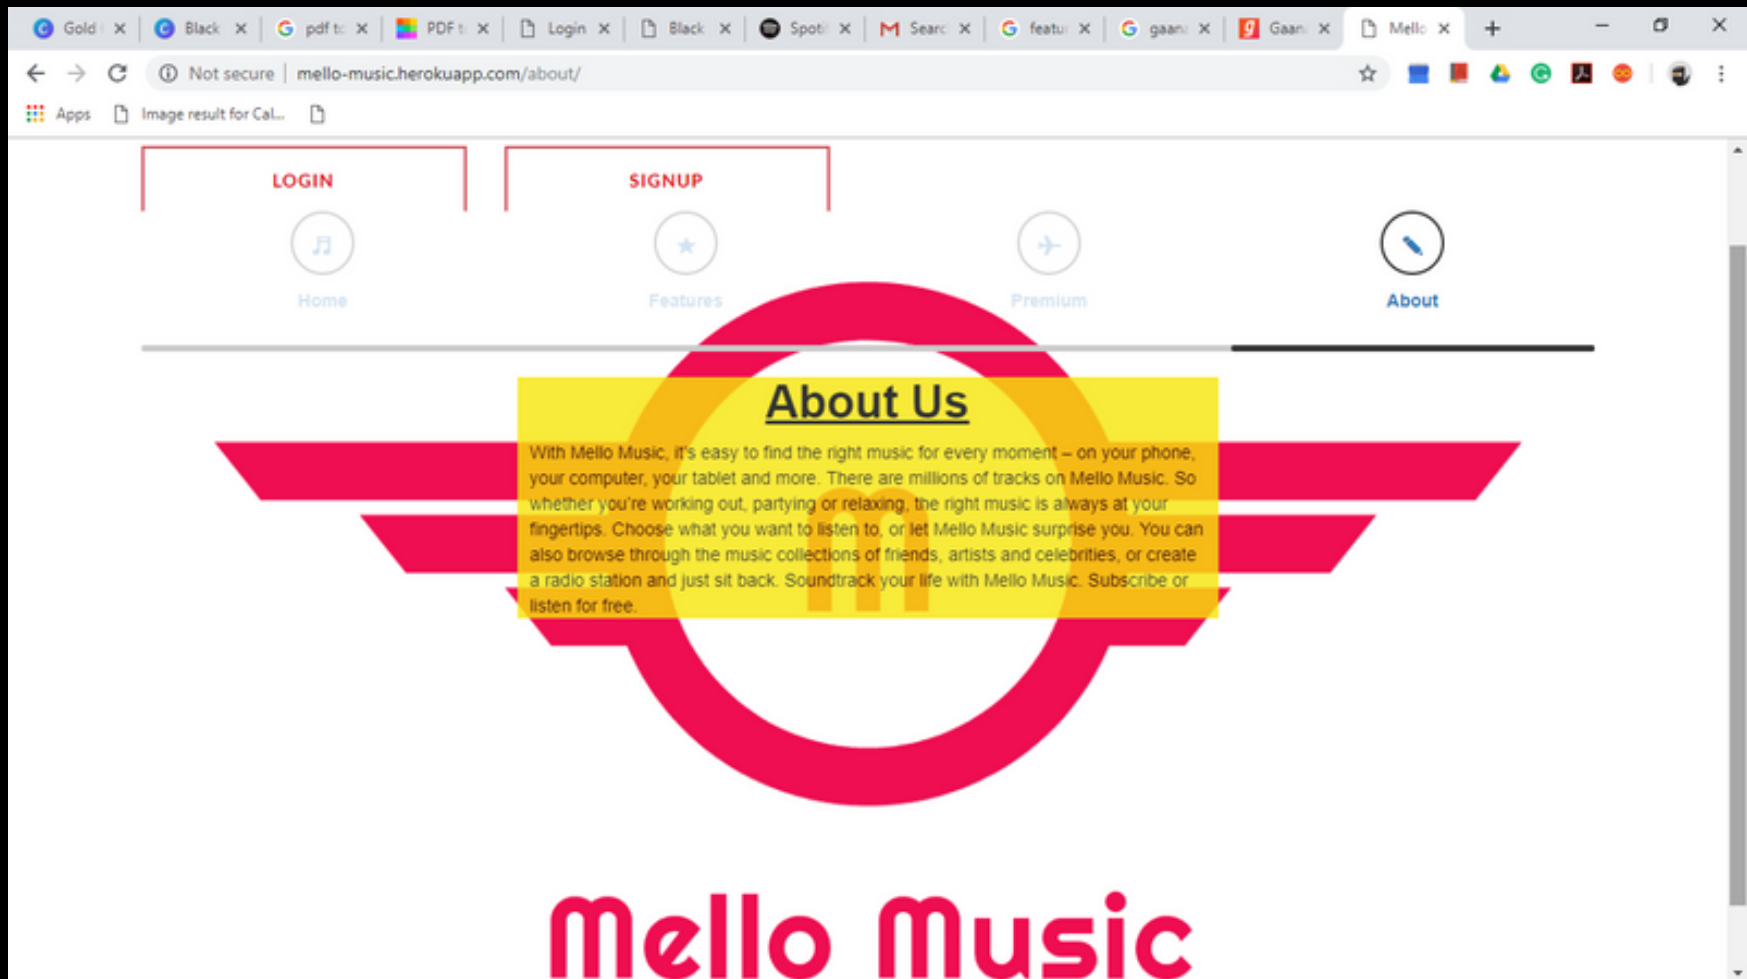 Gold
Black
pdf to
PDF t
Login
Black
Spoti
Searc
featur
gaan
Gaan
Mello
Not secure | mello-music.herokuapp.com/about/
Apps
Image result for Cal...
LOGIN
SIGNUP
Home
Features
Premium
About
About Us
With Mello Music, it's easy to find the right music for every moment – on your phone,
your computer, your tablet and more. There are millions of tracks on Mello Music. So
whether you're working out, partying or relaxing, the right music is always at your
fingertips. Choose what you want to listen to, or let Mello Music surprise you. You can
also browse through the music collections of friends, artists and celebrities, or create
a radio station and just sit back. Soundtrack your life with Mello Music. Subscribe or
listen for free.
m
Mello Music